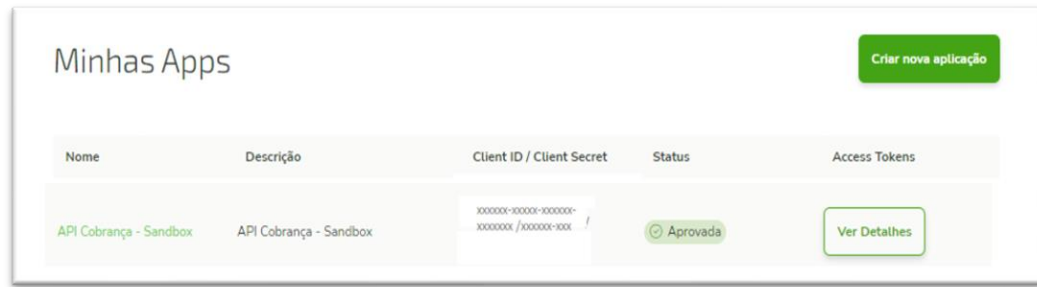 Minhas Apps
Criar nova aplicação
Nome Descrição Client ID / Client Secret Status Access Tokens
API Cobrança - Sandbox API Cobrança - Sandbox xxxxxx-xxxxx-xxxxxx- / Aprovada Ver Detalhes
xxxxxxx /xxxxxx-xxx